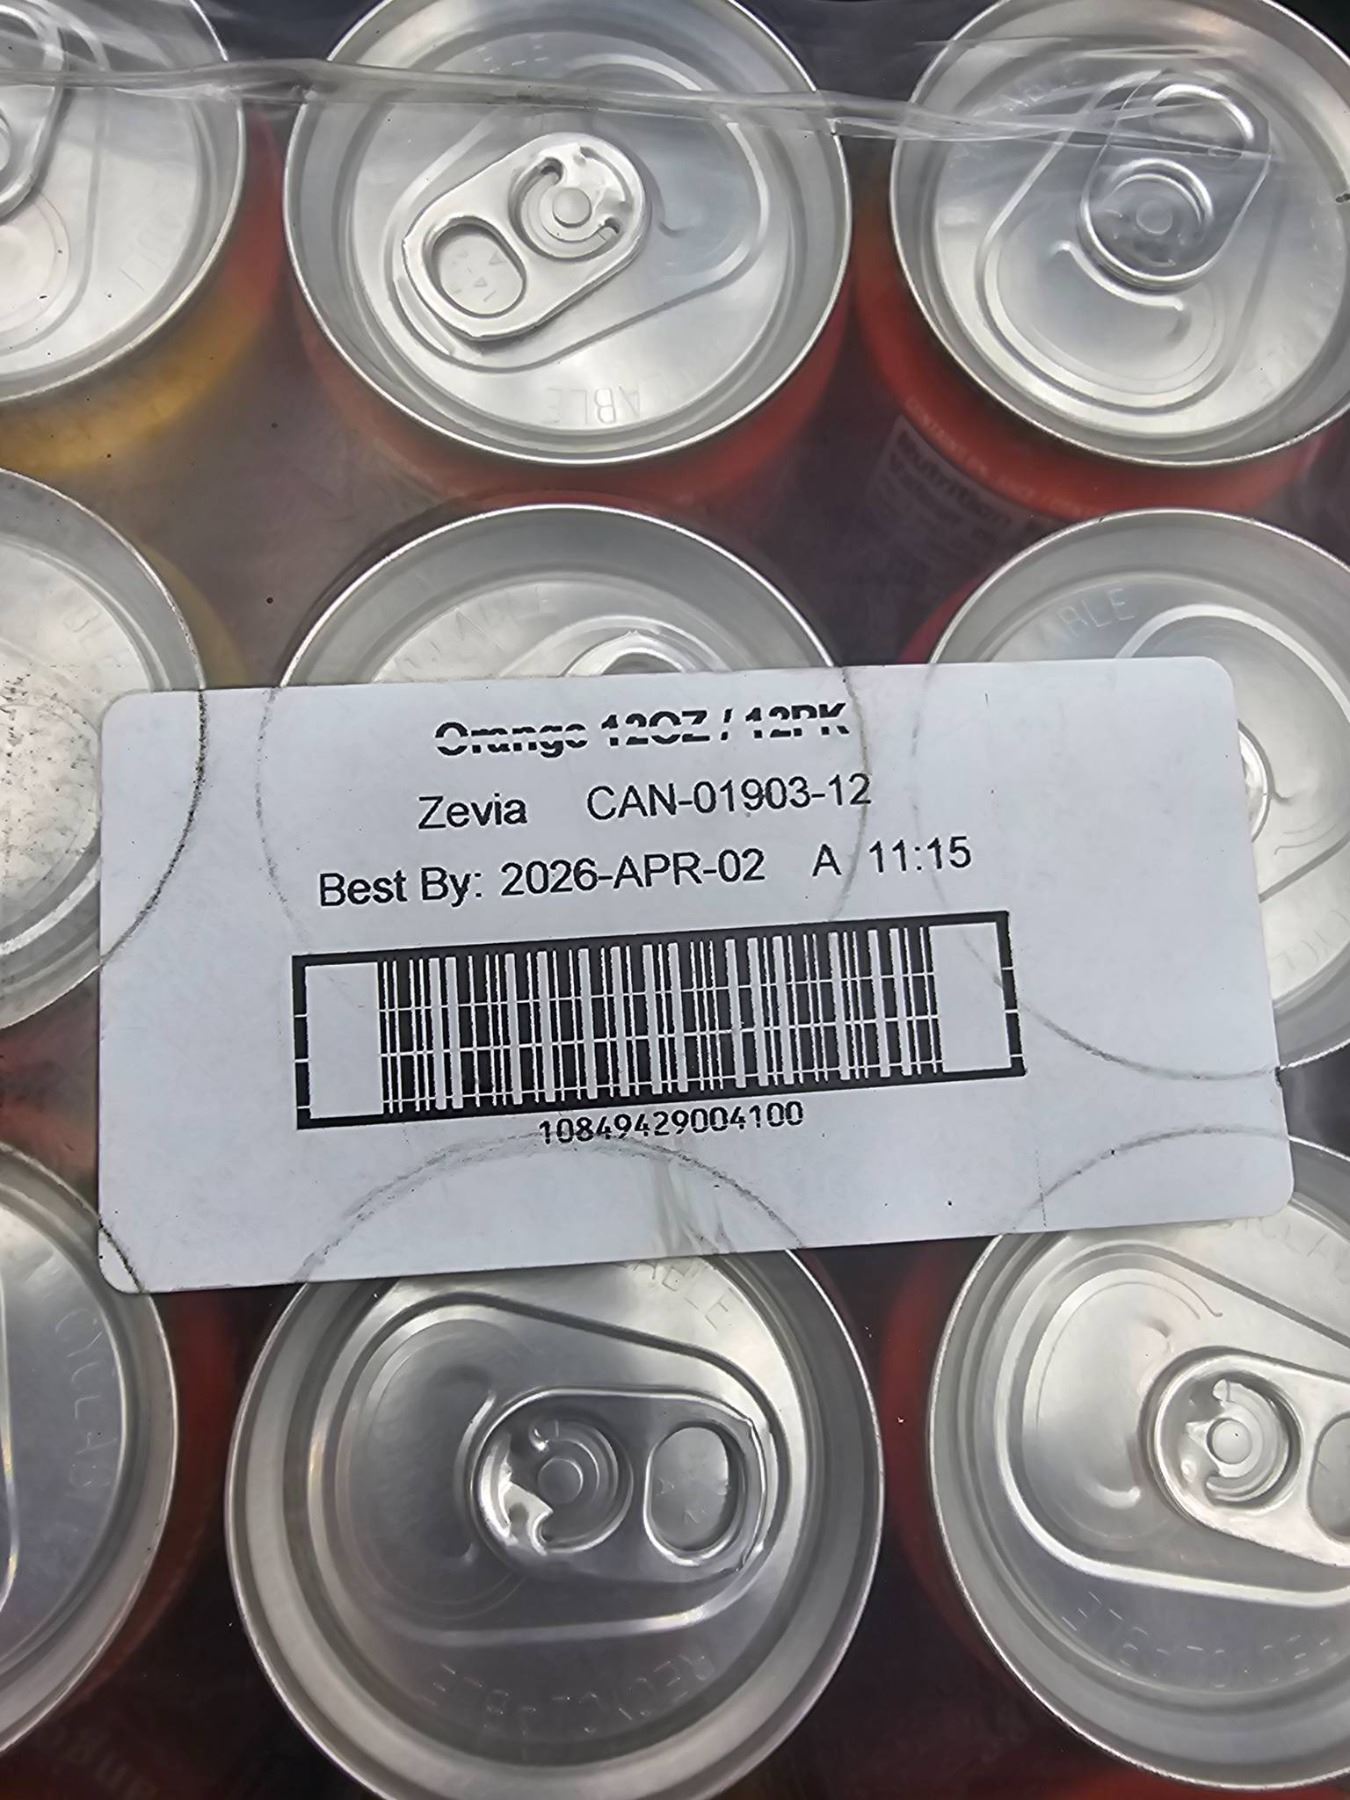 Orange 12OZ / 12PK
Zevia CAN-01903-12
Best By: 2026-APR-02 A 11:15
10849429004100